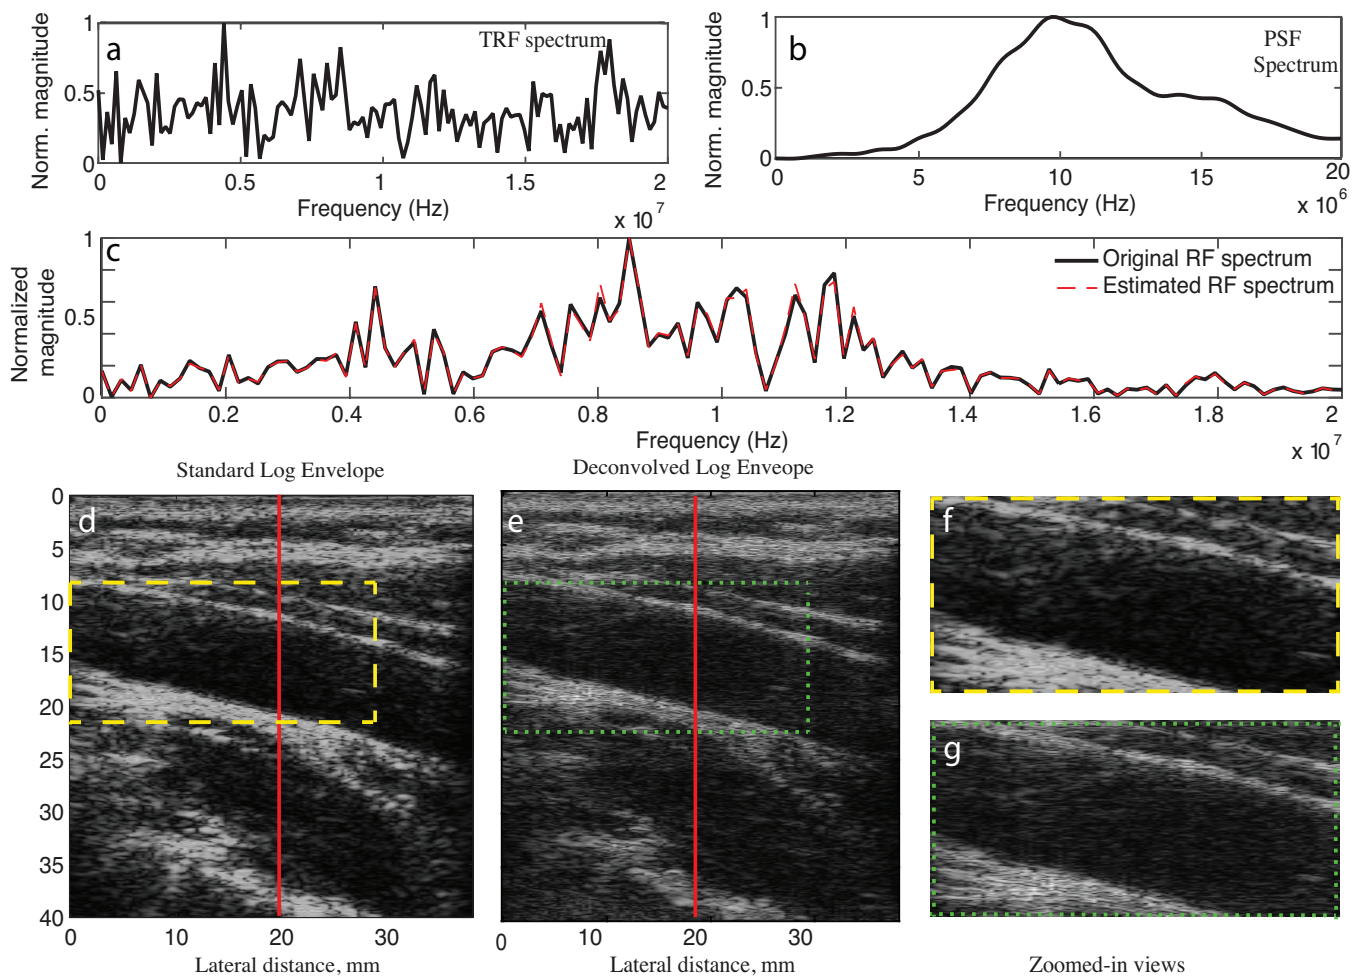 a
TRF spectrum
1
0.5
0
Norm. magnitude
0 0.5 1 1.5 2
Frequency (Hz)
x 10^7
b
PSF
Spectrum
1
0.5
0
Norm. magnitude
0 5 10 15 20
Frequency (Hz)
x 10^6
c
Original RF spectrum
Estimated RF spectrum
1
0.5
0
Normalized
magnitude
0 0.2 0.4 0.6 0.8 1 1.2 1.4 1.6 1.8 2
Frequency (Hz)
x 10^7
Standard Log Envelope
d
0
5
10
15
20
25
30
35
40
0 10 20 30
Lateral distance, mm
Deconvolved Log Enveope
e
0 10 20 30
Lateral distance, mm
f
g
Zoomed-in views